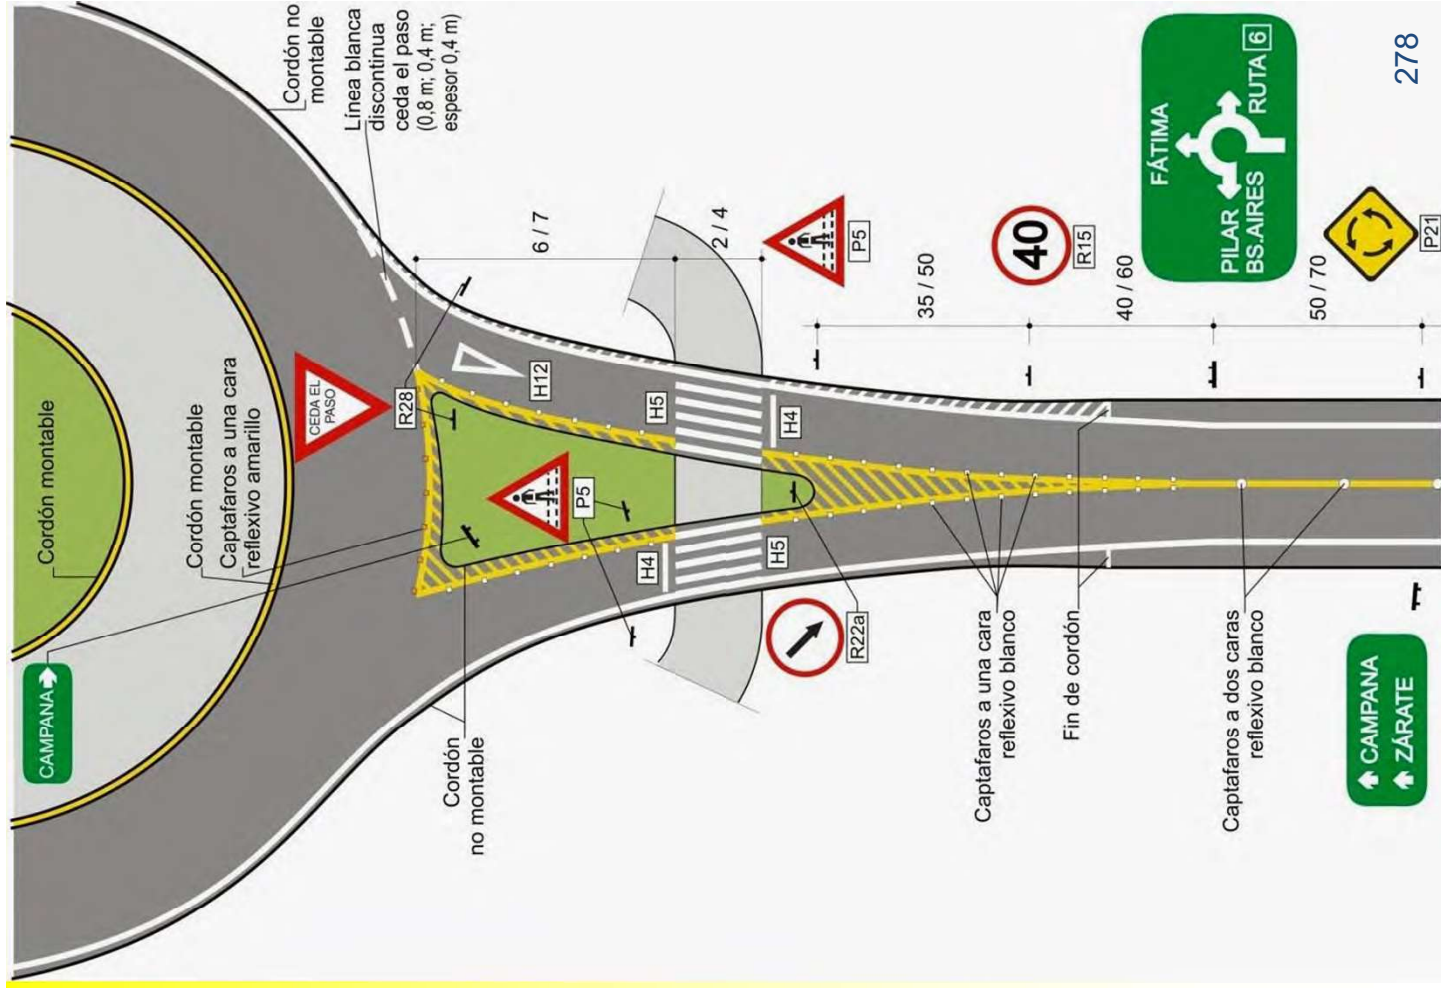 Cordón montable
Cordón montable
Captafaros a una cara
reflexivo amarillo
Cordón no
montable
Línea blanca
discontinua
ceda el paso
(0,8 m; 0,4 m;
espesor 0,4 m)
CAMPANA
CEDA EL
PASO
R28
H12
6 / 7
2 / 4
P5
H5
H4
H4
H5
P5
R22a
Cordón
no montable
35 / 50
40
R15
40 / 60
FÁTIMA
PILAR
BS.AIRES
RUTA 6
50 / 70
P21
Captafaros a una cara
reflexivo blanco
Fin de cordón
Captafaros a dos caras
reflexivo blanco
CAMPANA
ZÁRATE
278